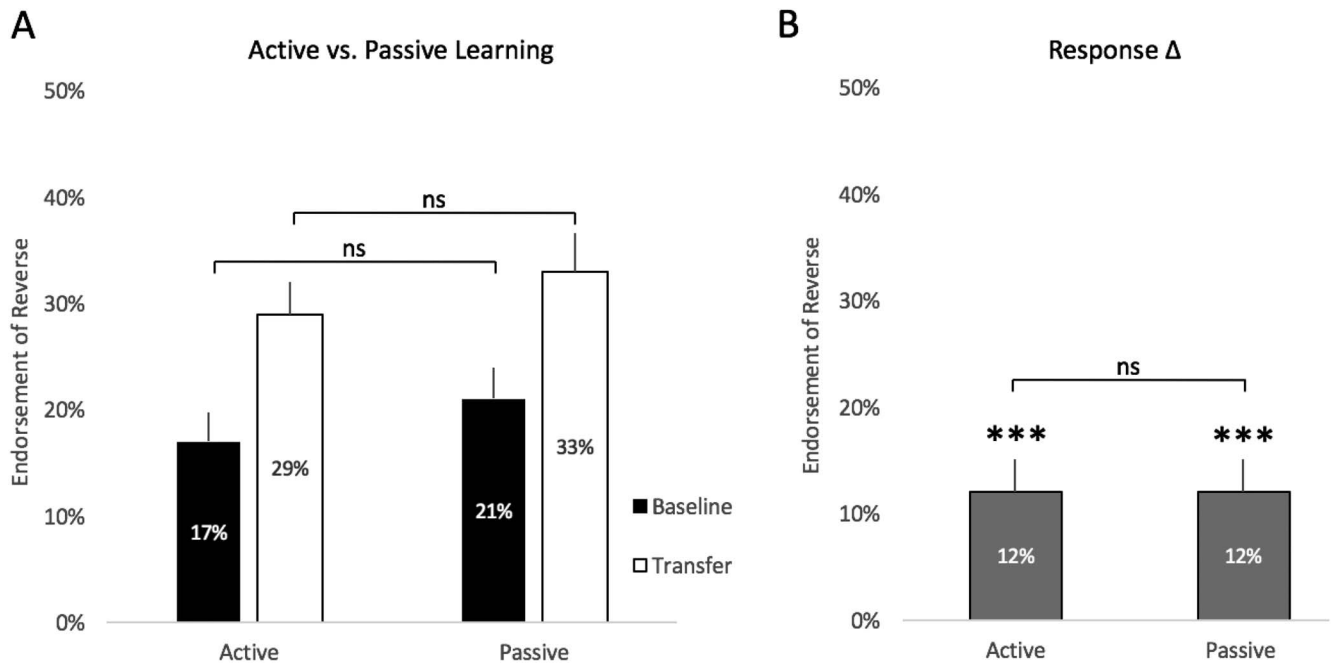 A
Active vs. Passive Learning
50%
40%
30%
20%
10%
0%
Endorsement of Reverse
ns
ns
17%
29%
21%
33%
Baseline
Transfer
Active
Passive
B
Response Δ
50%
40%
30%
20%
10%
0%
Endorsement of Reverse
ns
***
***
12%
12%
Active
Passive